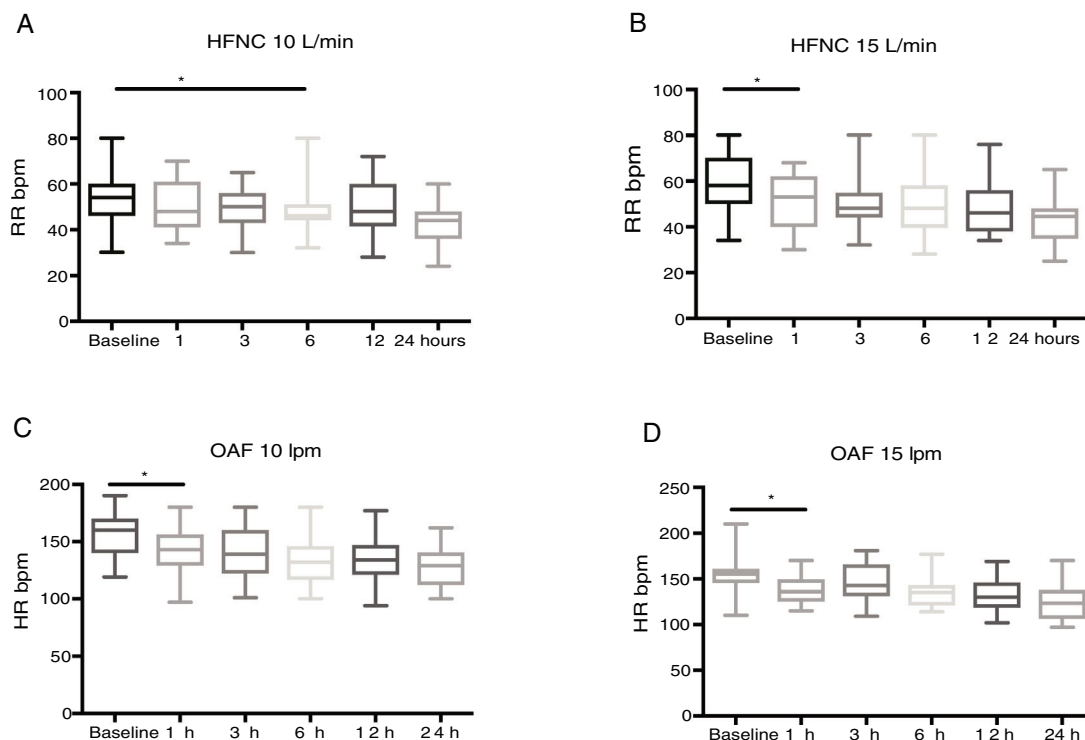 A
HFNC 10 L/min
*
100
80
60
40
20
0
RR bpm
Baseline 1 3 6 12 24 hours
B
HFNC 15 L/min
*
100
80
60
40
20
0
RR bpm
Baseline 1 3 6 1 2 24 hours
C
OAF 10 lpm
*
200
150
100
50
0
HR bpm
Baseline 1 h 3 h 6 h 1 2 h 2 4 h
D
OAF 15 lpm
*
250
200
150
100
50
0
HR bpm
Baseline 1 h 3 h 6 h 12 h 24 h